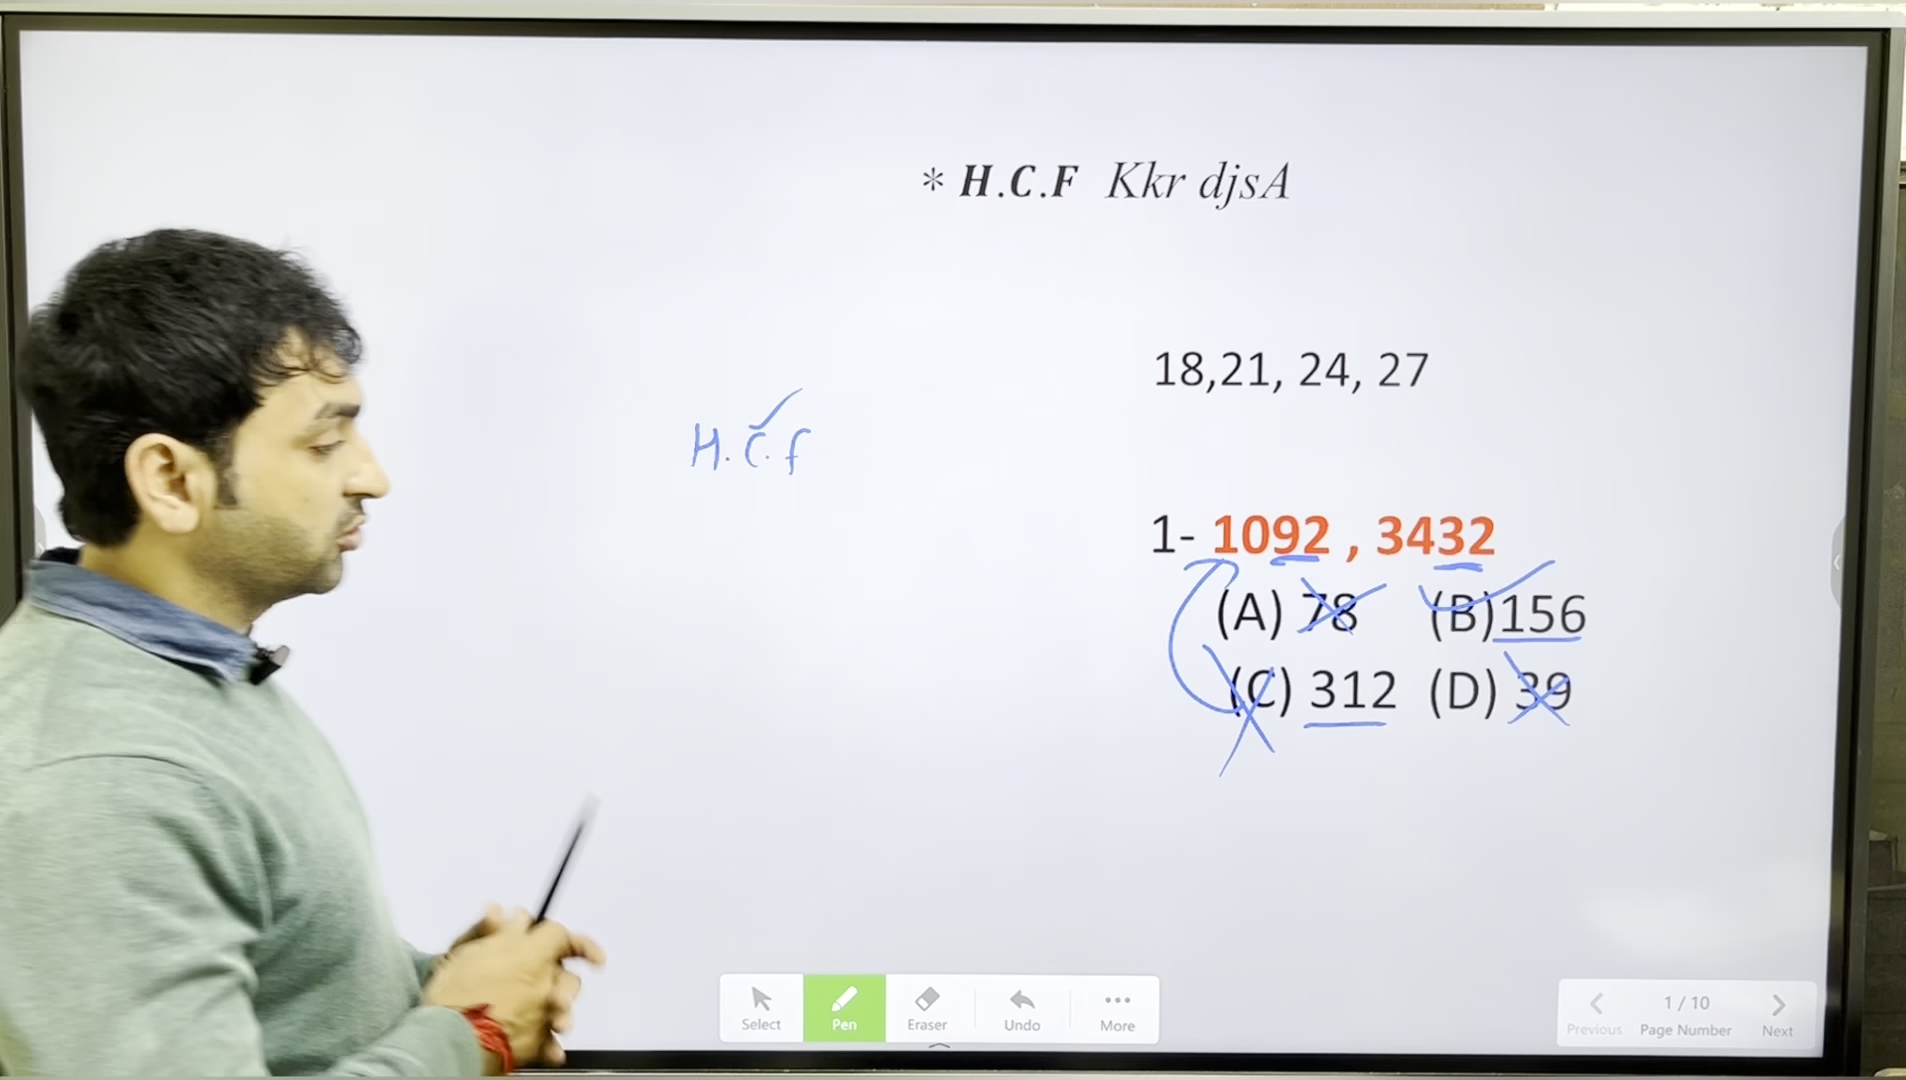 * H.C.F Kkr djsA
18,21, 24, 27
H.C.f
1- 1092 , 3432
(A) 78 (B)156
(C) 312 (D) 39
Select Pen Eraser Undo More
1 / 10
Previous Page Number Next